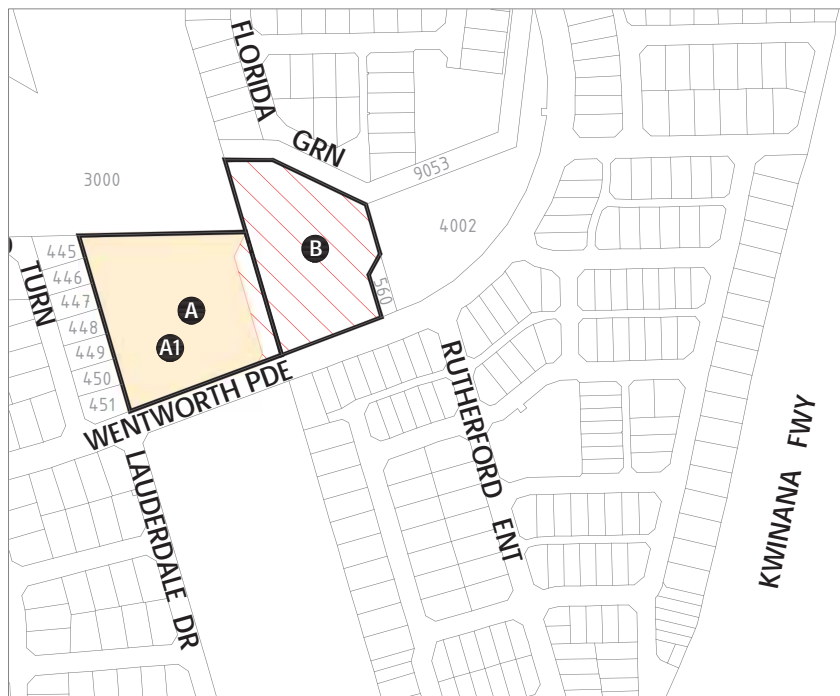 FLORIDA
GRN
9053
3000
4002
B
445
446
447
448
449
450
451
TURN
A
A1
560
WENTWORTH PDE
LAUDERDALE DR
RUTHERFORD ENT
KWINANA FWY